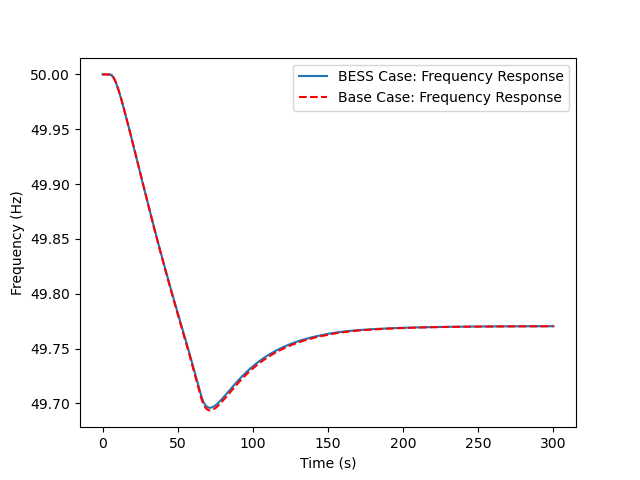 BESS Case: Frequency Response
Base Case: Frequency Response
50.00
49.95
49.90
49.85
49.80
49.75
49.70
Frequency (Hz)
0 50 100 150 200 250 300
Time (s)